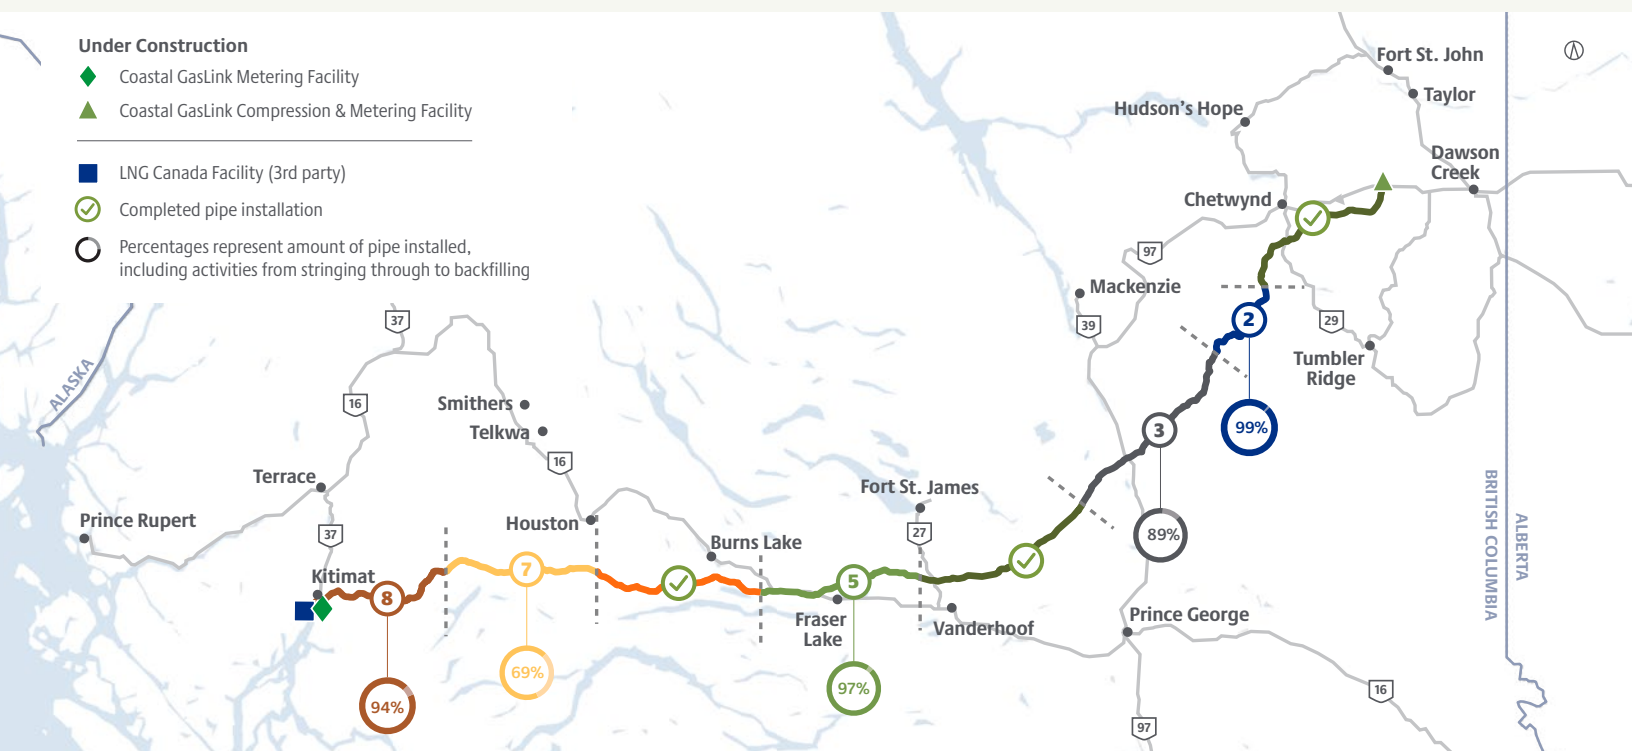 Under Construction
Coastal GasLink Metering Facility
Coastal GasLink Compression & Metering Facility
LNG Canada Facility (3rd party)
Completed pipe installation
Percentages represent amount of pipe installed,
including activities from stringing through to backfilling
Fort St. John
Taylor
Hudson's Hope
Dawson
Creek
Chetwynd
97
Mackenzie
39
2
29
Tumbler
Ridge
37
ALASKA
16
Smithers
Telkwa
16
3
99%
Terrace
Prince Rupert
37
Houston
Fort St. James
27
89%
BRITISH COLUMBIA
ALBERTA
Burns Lake
Kitimat
8
7
5
Fraser
Lake
Vanderhoof
Prince George
94%
69%
97%
16
97